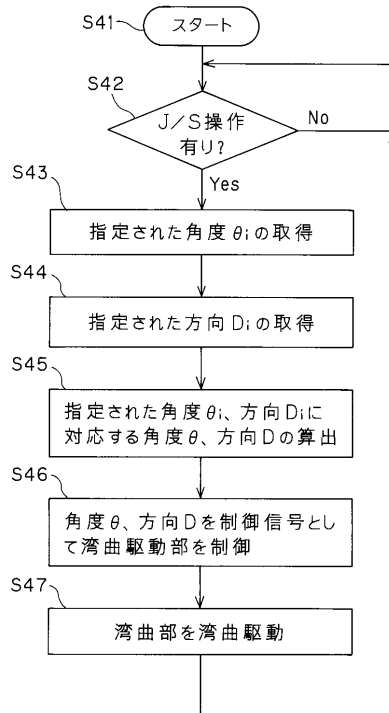 S41
スタート
S42
J/S操作
有り?
No
Yes
S43
指定された角度θiの取得
S44
指定された方向Diの取得
S45
指定された角度θi、方向Diに
対応する角度θ、方向Dの算出
S46
角度θ、方向Dを制御信号とし
て湾曲駆動部を制御
S47
湾曲部を湾曲駆動